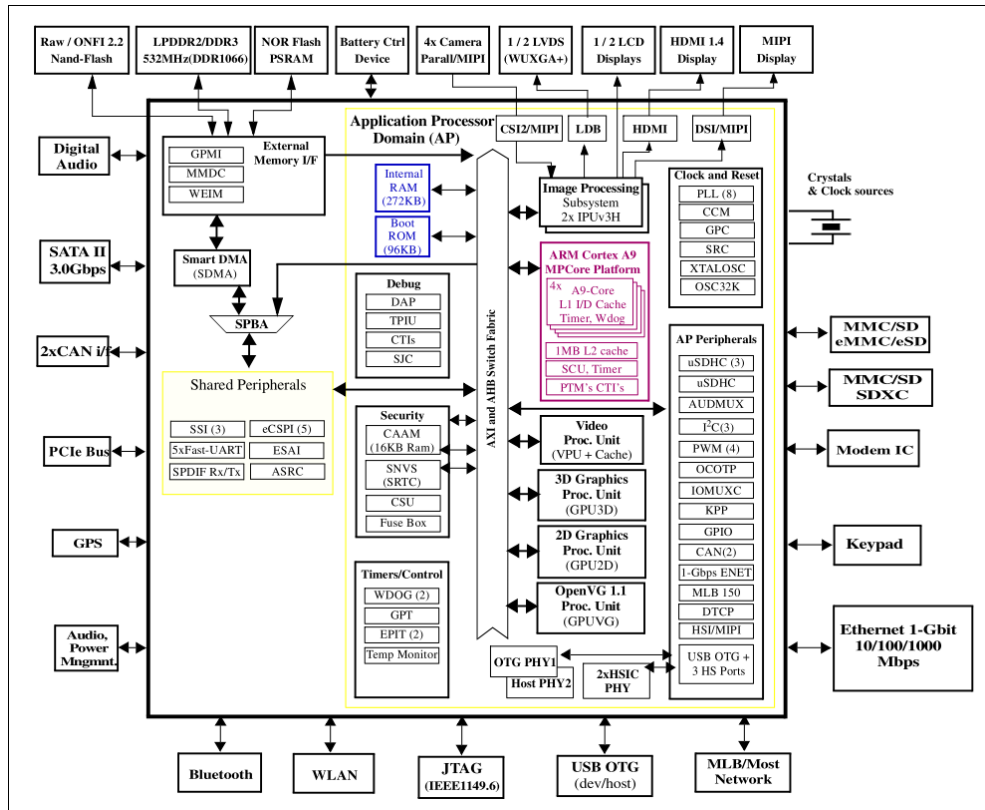 Raw / ONFI 2.2
Nand-Flash
LPDDR2/DDR3
532MHz(DDR1066)
NOR Flash
PSRAM
Battery Ctrl
Device
4x Camera
Parall/MIPI
1 / 2 LVDS
(WUXGA+)
1 / 2 LCD
Displays
HDMI 1.4
Display
MIPI
Display
Digital
Audio
SATA II
3.0Gbps
2xCAN i/f
PCIe Bus
GPS
Audio,
Power
Mngmnt.
External
Memory I/F
GPMI
MMDC
WEIM
Smart DMA
(SDMA)
SPBA
Shared Peripherals
SSI (3)
eCSPI (5)
5xFast-UART
ESAI
SPDIF Rx/Tx
ASRC
Application Processor
Domain (AP)
Internal
RAM
(272KB)
Boot
ROM
(96KB)
Debug
DAP
TPIU
CTIs
SJC
Security
CAAM
(16KB Ram)
SNVS
(SRTC)
CSU
Fuse Box
Timers/Control
WDOG (2)
GPT
EPIT (2)
Temp Monitor
AXI and AHB Switch Fabric
CSI2/MIPI
LDB
HDMI
DSI/MIPI
Image Processing
Subsystem
2x IPUv3H
ARM Cortex A9
MPCore Platform
4x
A9-Core
L1 I/D Cache
Timer, Wdog
1MB L2 cache
SCU, Timer
PTM's CTI's
Video
Proc. Unit
(VPU + Cache)
3D Graphics
Proc. Unit
(GPU3D)
2D Graphics
Proc. Unit
(GPU2D)
OpenVG 1.1
Proc. Unit
(GPUVG)
OTG PHY1
Host PHY2
2xHSIC
PHY
Clock and Reset
PLL (8)
CCM
GPC
SRC
XTALOSC
OSC32K
AP Peripherals
uSDHC (3)
uSDHC
AUDMUX
I2C(3)
PWM (4)
OCOTP
IOMUXC
KPP
GPIO
CAN(2)
1-Gbps ENET
MLB 150
DTCP
HSI/MIPI
USB OTG +
3 HS Ports
Crystals
& Clock sources
MMC/SD
eMMC/eSD
MMC/SD
SDXC
Modem IC
Keypad
Ethernet 1-Gbit
10/100/1000
Mbps
Bluetooth
WLAN
JTAG
(IEEE1149.6)
USB OTG
(dev/host)
MLB/Most
Network